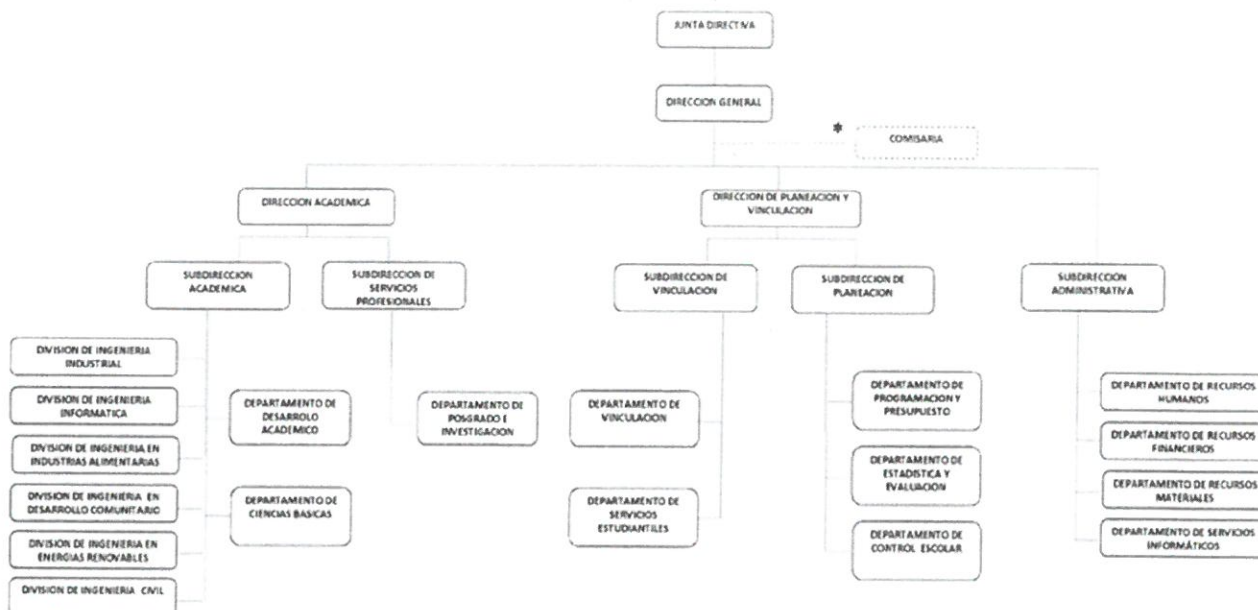 JUNTA DIRECTIVA
DIRECCION GENERAL
*
COMISARIA
DIRECCION ACADEMICA
DIRECCION DE PLANEACION Y
VINCULACION
SUBDIRECCION
ACADEMICA
SUBDIRECCION DE
SERVICIOS
PROFESIONALES
SUBDIRECCION DE
VINCULACION
SUBDIRECCION DE
PLANEACION
SUBDIRECCION
ADMINISTRATIVA
DIVISION DE INGENIERIA
INDUSTRIAL
DIVISION DE INGENIERIA
INFORMATICA
DIVISION DE INGENIERIA EN
INDUSTRIAS ALIMENTARIAS
DIVISION DE INGENIERIA EN
DESARROLLO COMUNITARIO
DIVISION DE INGENIERIA EN
ENERGIAS RENOVABLES
DIVISION DE INGENIERIA CIVIL
DEPARTAMENTO DE
DESARROLO
ACADEMICO
DEPARTAMENTO DE
CIENCIAS BASICAS
DEPARTAMENTO DE
POSGRADO E
INVESTIGACION
DEPARTAMENTO DE
VINCULACION
DEPARTAMENTO DE
SERVICIOS
ESTUDIANTILES
DEPARTAMENTO DE
PROGRAMACION Y
PRESUPUESTO
DEPARTAMENTO DE
ESTADISTICA Y
EVALUACION
DEPARTAMENTO DE
CONTROL ESCOLAR
DEPARTAMENTO DE RECURSOS
HUMANOS
DEPARTAMENTO DE RECURSOS
FINANCIEROS
DEPARTAMENTO DE RECURSOS
MATERIALES
DEPARTAMENTO DE SERVICIOS
INFORMÁTICOS